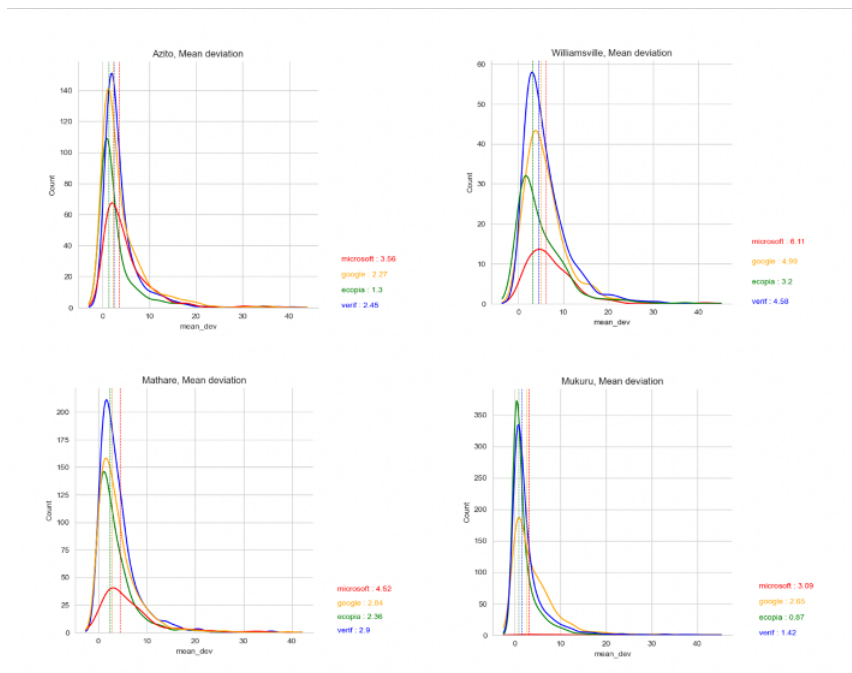 Azito, Mean deviation
140
120
100
80
60
40
20
0
Count
0 10 20 30 40
mean_dev
microsoft : 3.56
google : 2.27
ecopia : 1.3
verif : 2.45
Williamsville, Mean deviation
60
50
40
30
20
10
0
Count
0 10 20 30 40
mean_dev
microsoft : 6.11
google : 4.99
ecopia : 3.2
verif : 4.58
Mathare, Mean deviation
200
175
150
125
100
75
50
25
0
Count
0 10 20 30 40
mean_dev
microsoft : 4.52
google : 2.84
ecopia : 2.36
verif : 2.9
Mukuru, Mean deviation
350
300
250
200
150
100
50
0
Count
0 10 20 30 40
mean_dev
microsoft : 3.09
google : 2.65
ecopia : 0.87
verif : 1.42